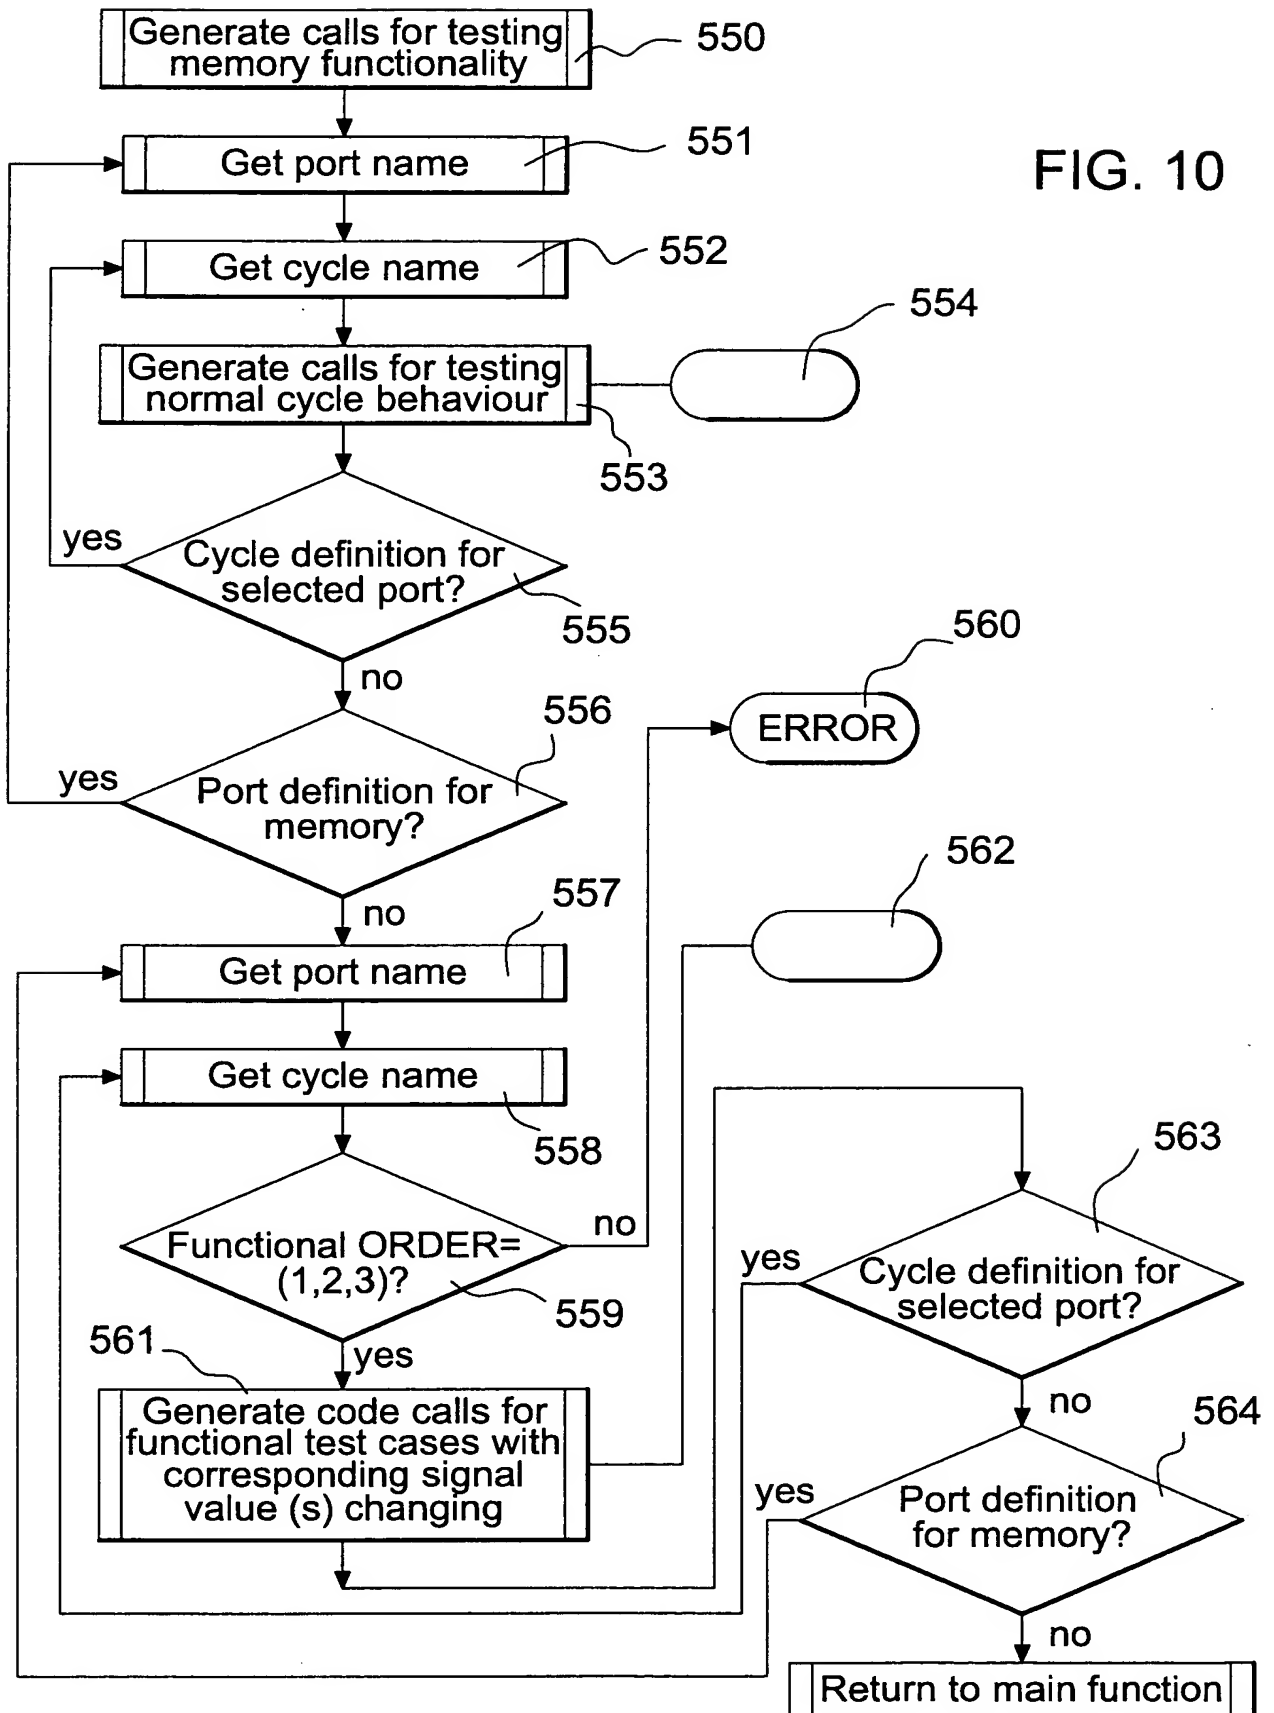 Generate calls for testing
memory functionality
550
551
Get port name
FIG. 10
552
Get cycle name
554
Generate calls for testing
normal cycle behaviour
553
yes
Cycle definition for
selected port?
555
560
no
556
ERROR
yes
Port definition for
memory?
562
557
no
Get port name
Get cycle name
558
563
no
Functional ORDER=
(1,2,3)?
yes
Cycle definition for
selected port?
559
561
yes
no
564
Generate code calls for
functional test cases with
corresponding signal
value (s) changing
yes
Port definition
for memory?
no
Return to main function